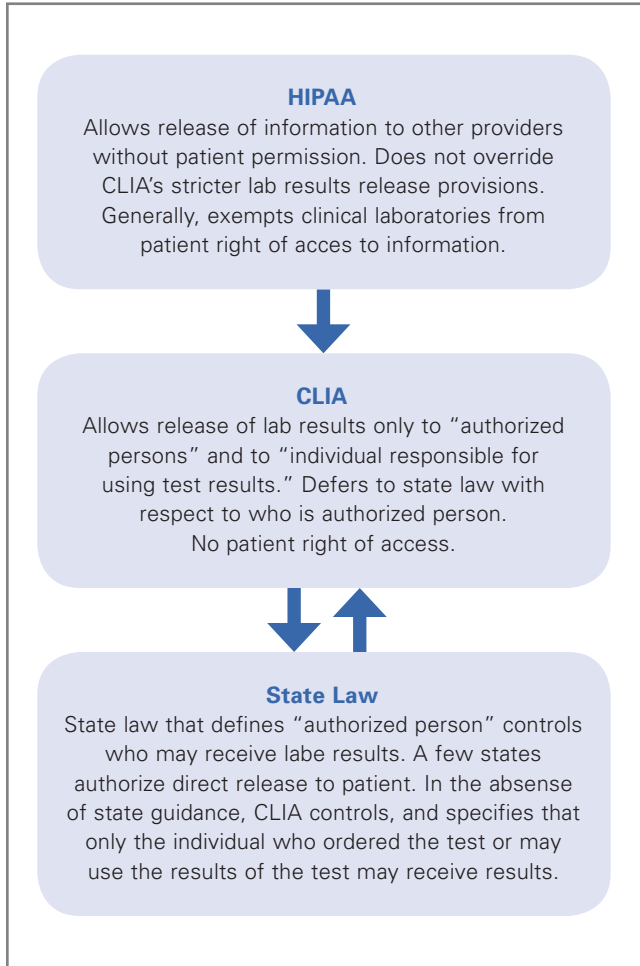 HIPAA
Allows release of information to other providers
without patient permission. Does not override
CLIA’s stricter lab results release provisions.
Generally, exempts clinical laboratories from
patient right of acces to information.
CLIA
Allows release of lab results only to “authorized
persons” and to “individual responsible for
using test results.” Defers to state law with
respect to who is authorized person.
No patient right of access.
State Law
State law that defines “authorized person” controls
who may receive labe results. A few states
authorize direct release to patient. In the absense
of state guidance, CLIA controls, and specifies that
only the individual who ordered the test or may
use the results of the test may receive results.